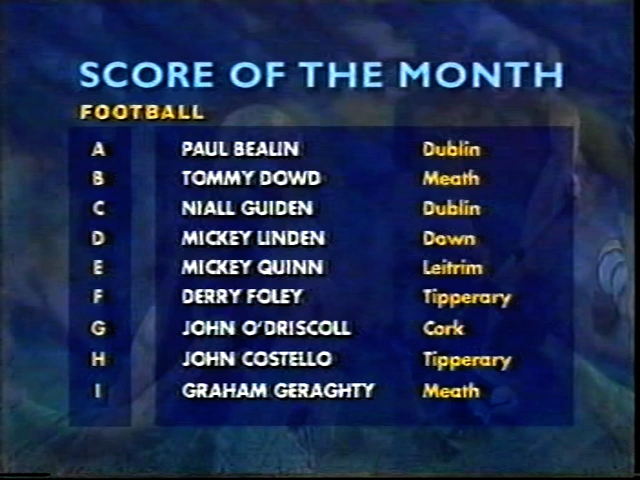 SCORE OF THE MONTH
FOOTBALL
A PAUL BEALIN Dublin
B TOMMY DOWD Meath
C NIALL GUIDEN Dublin
D MICKEY LINDEN Down
E MICKEY QUINN Leitrim
F DERRY FOLEY Tipperary
G JOHN O'DRISCOLL Cork
H JOHN COSTELLO Tipperary
I GRAHAM GERAGHTY Meath